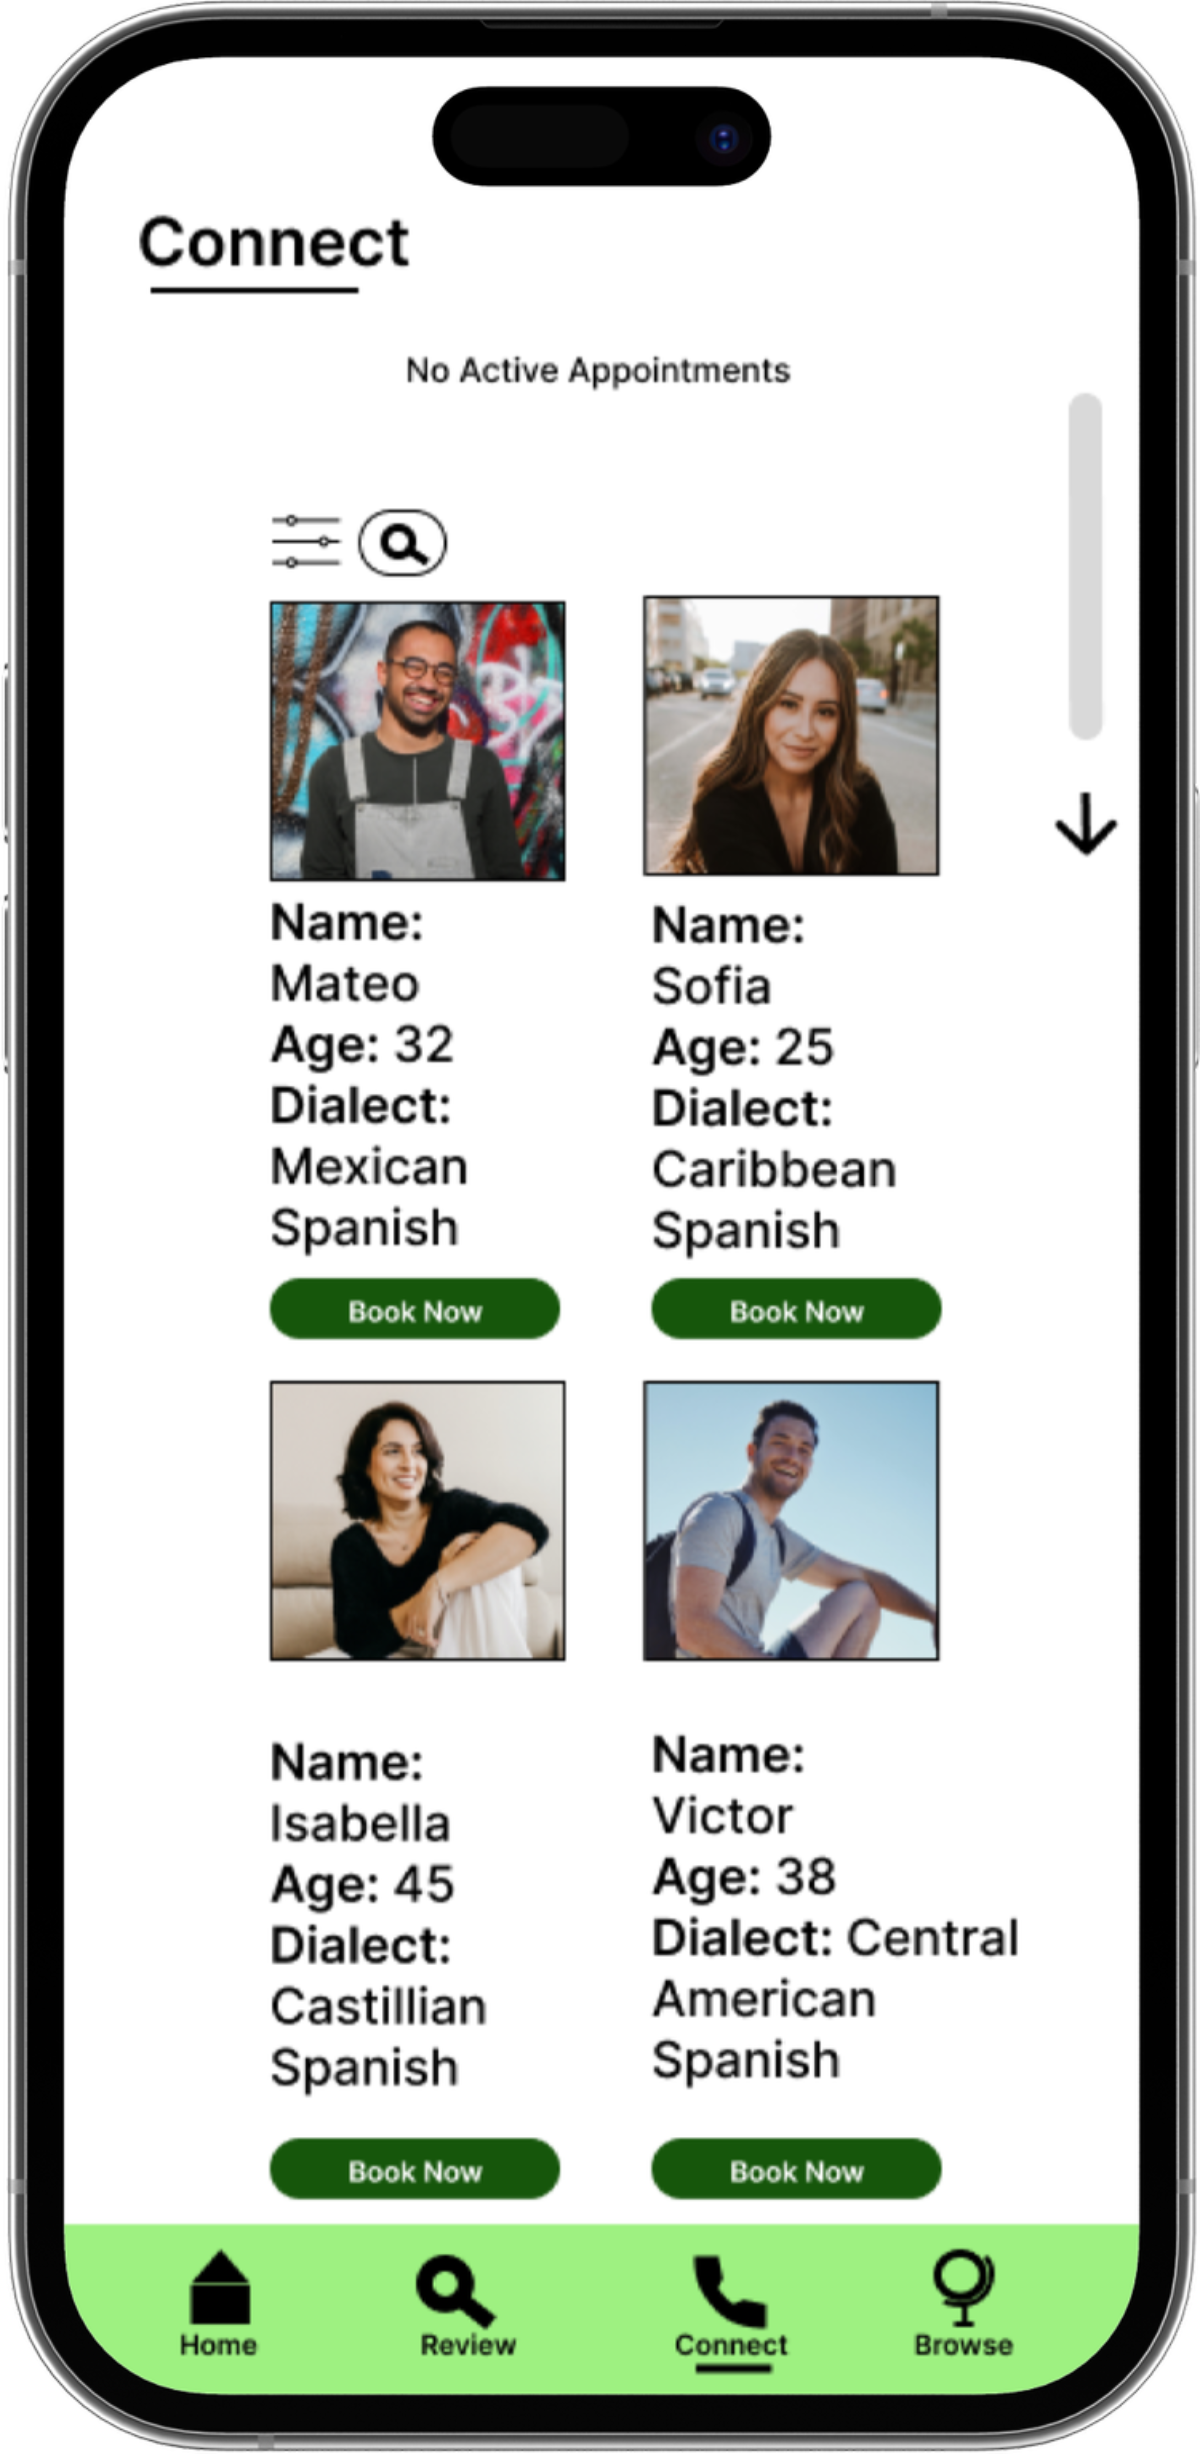 Connect
No Active Appointments
Name:
Mateo
Age: 32
Dialect:
Mexican
Spanish
Book Now
Name:
Sofia
Age: 25
Dialect:
Caribbean
Spanish
Book Now
Name:
Isabella
Age: 45
Dialect:
Castillian
Spanish
Book Now
Name:
Victor
Age: 38
Dialect: Central
American
Spanish
Book Now
Home
Review
Connect
Browse